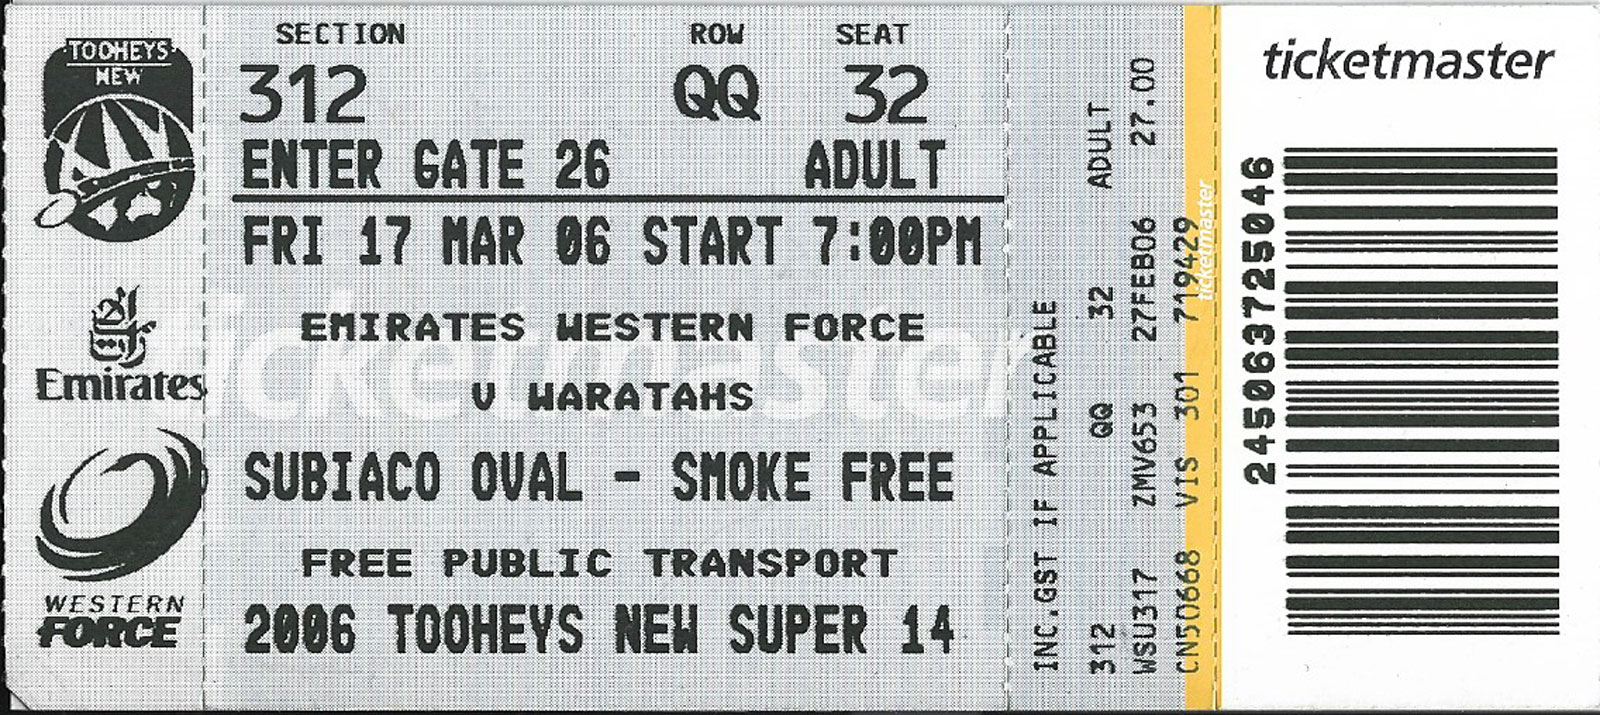 TOOHEYS
NEW
Emirates
WESTERN
FORCE
SECTION ROW SEAT
312 QQ 32
ENTER GATE 26 ADULT
FRI 17 MAR 06 START 7:00PM
EMIRATES WESTERN FORCE
V WARATAHS
SUBIACO OVAL - SMOKE FREE
FREE PUBLIC TRANSPORT
2006 TOOHEYS NEW SUPER 14
ticketmaster
INC.GST IF APPLICABLE
312 QQ 32 ADULT
WSU317 ZMV653 27FEB06 27.00
CN50668 VIS 301 719429
ticketmaster
ticketmaster
245063725046